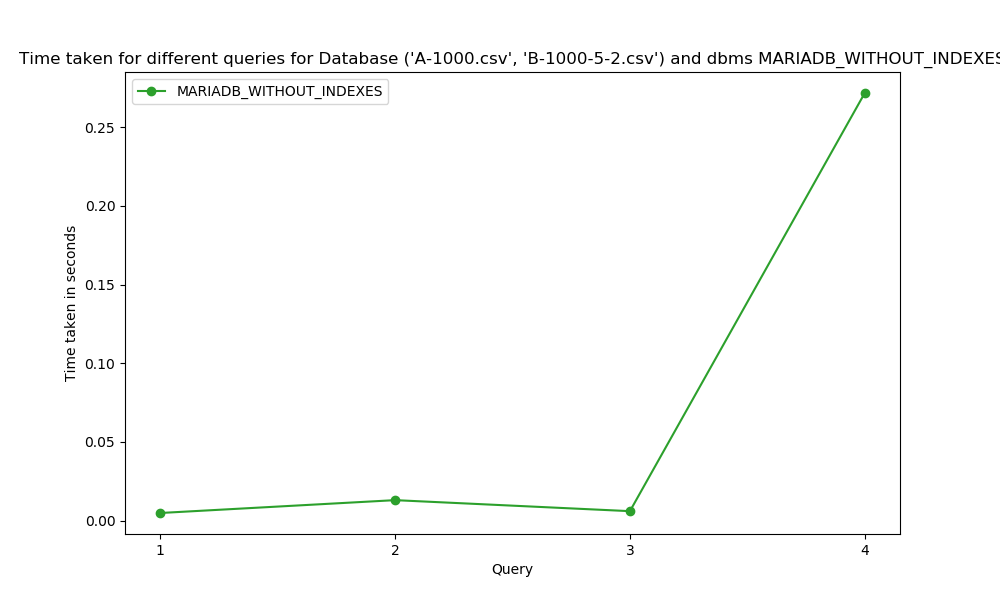 Time taken for different queries for Database ('A-1000.csv', 'B-1000-5-2.csv') and dbms MARIADB_WITHOUT_INDEXES
MARIADB_WITHOUT_INDEXES
0.25
0.20
0.15
0.10
0.05
0.00
Time taken in seconds
1 2 3 4
Query